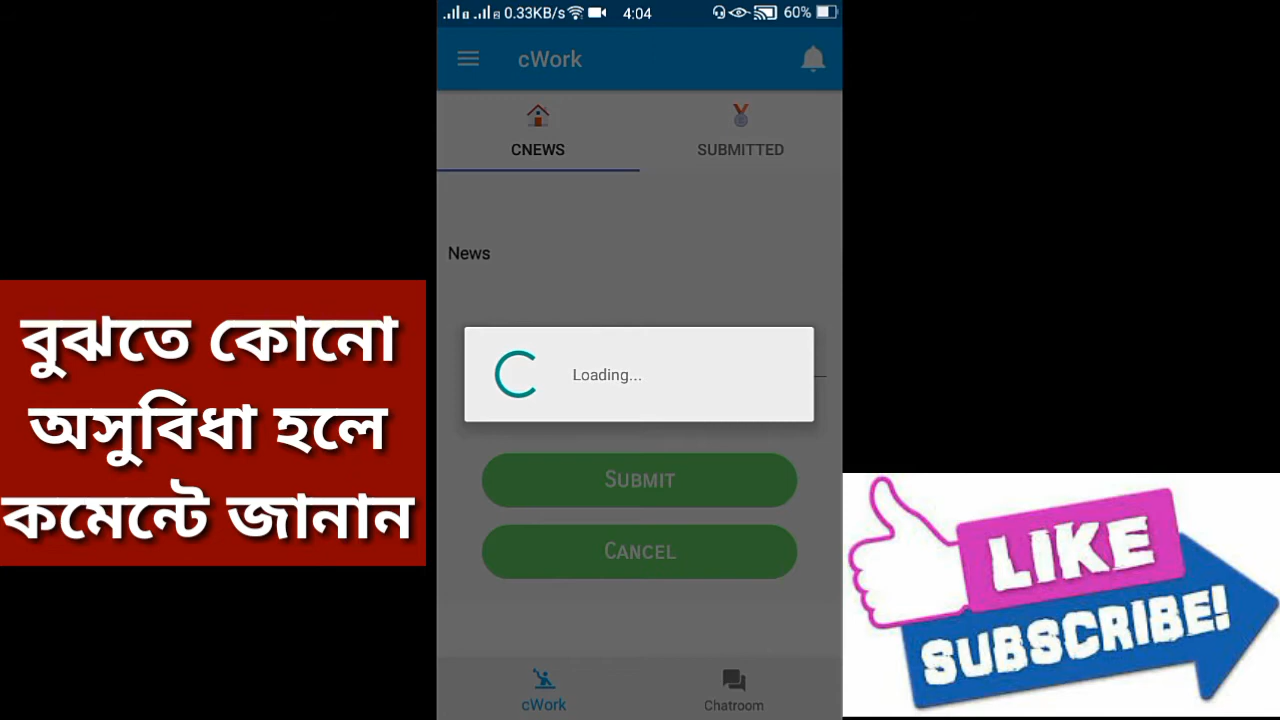 0.33KB/s 4:04 60%
cWork
CNEWS SUBMITTED
News
Loading...
SUBMIT
CANCEL
cWork Chatroom
বুঝতে কোনো
অসুবিধা হলে
কমেন্টে জানান
LIKE
SUBSCRIBE!